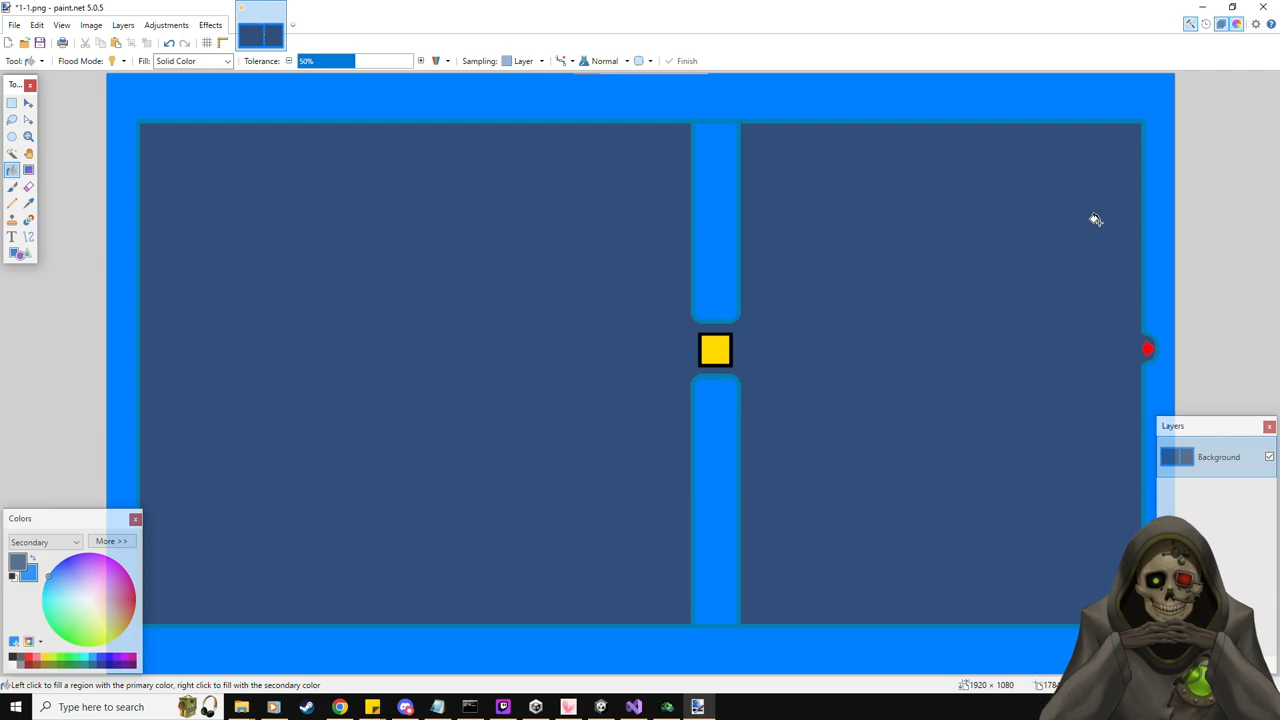 *1-1.png - paint.net 5.0.5
File Edit View Image Layers Adjustments Effects
Tool: Flood Mode: Fill: Solid Color Tolerance: 50% Sampling: Layer Normal Finish
To...
Layers
Background
Colors
Secondary More >>
Left click to fill a region with the primary color, right click to fill with the secondary color 1920 × 1080
Type here to search